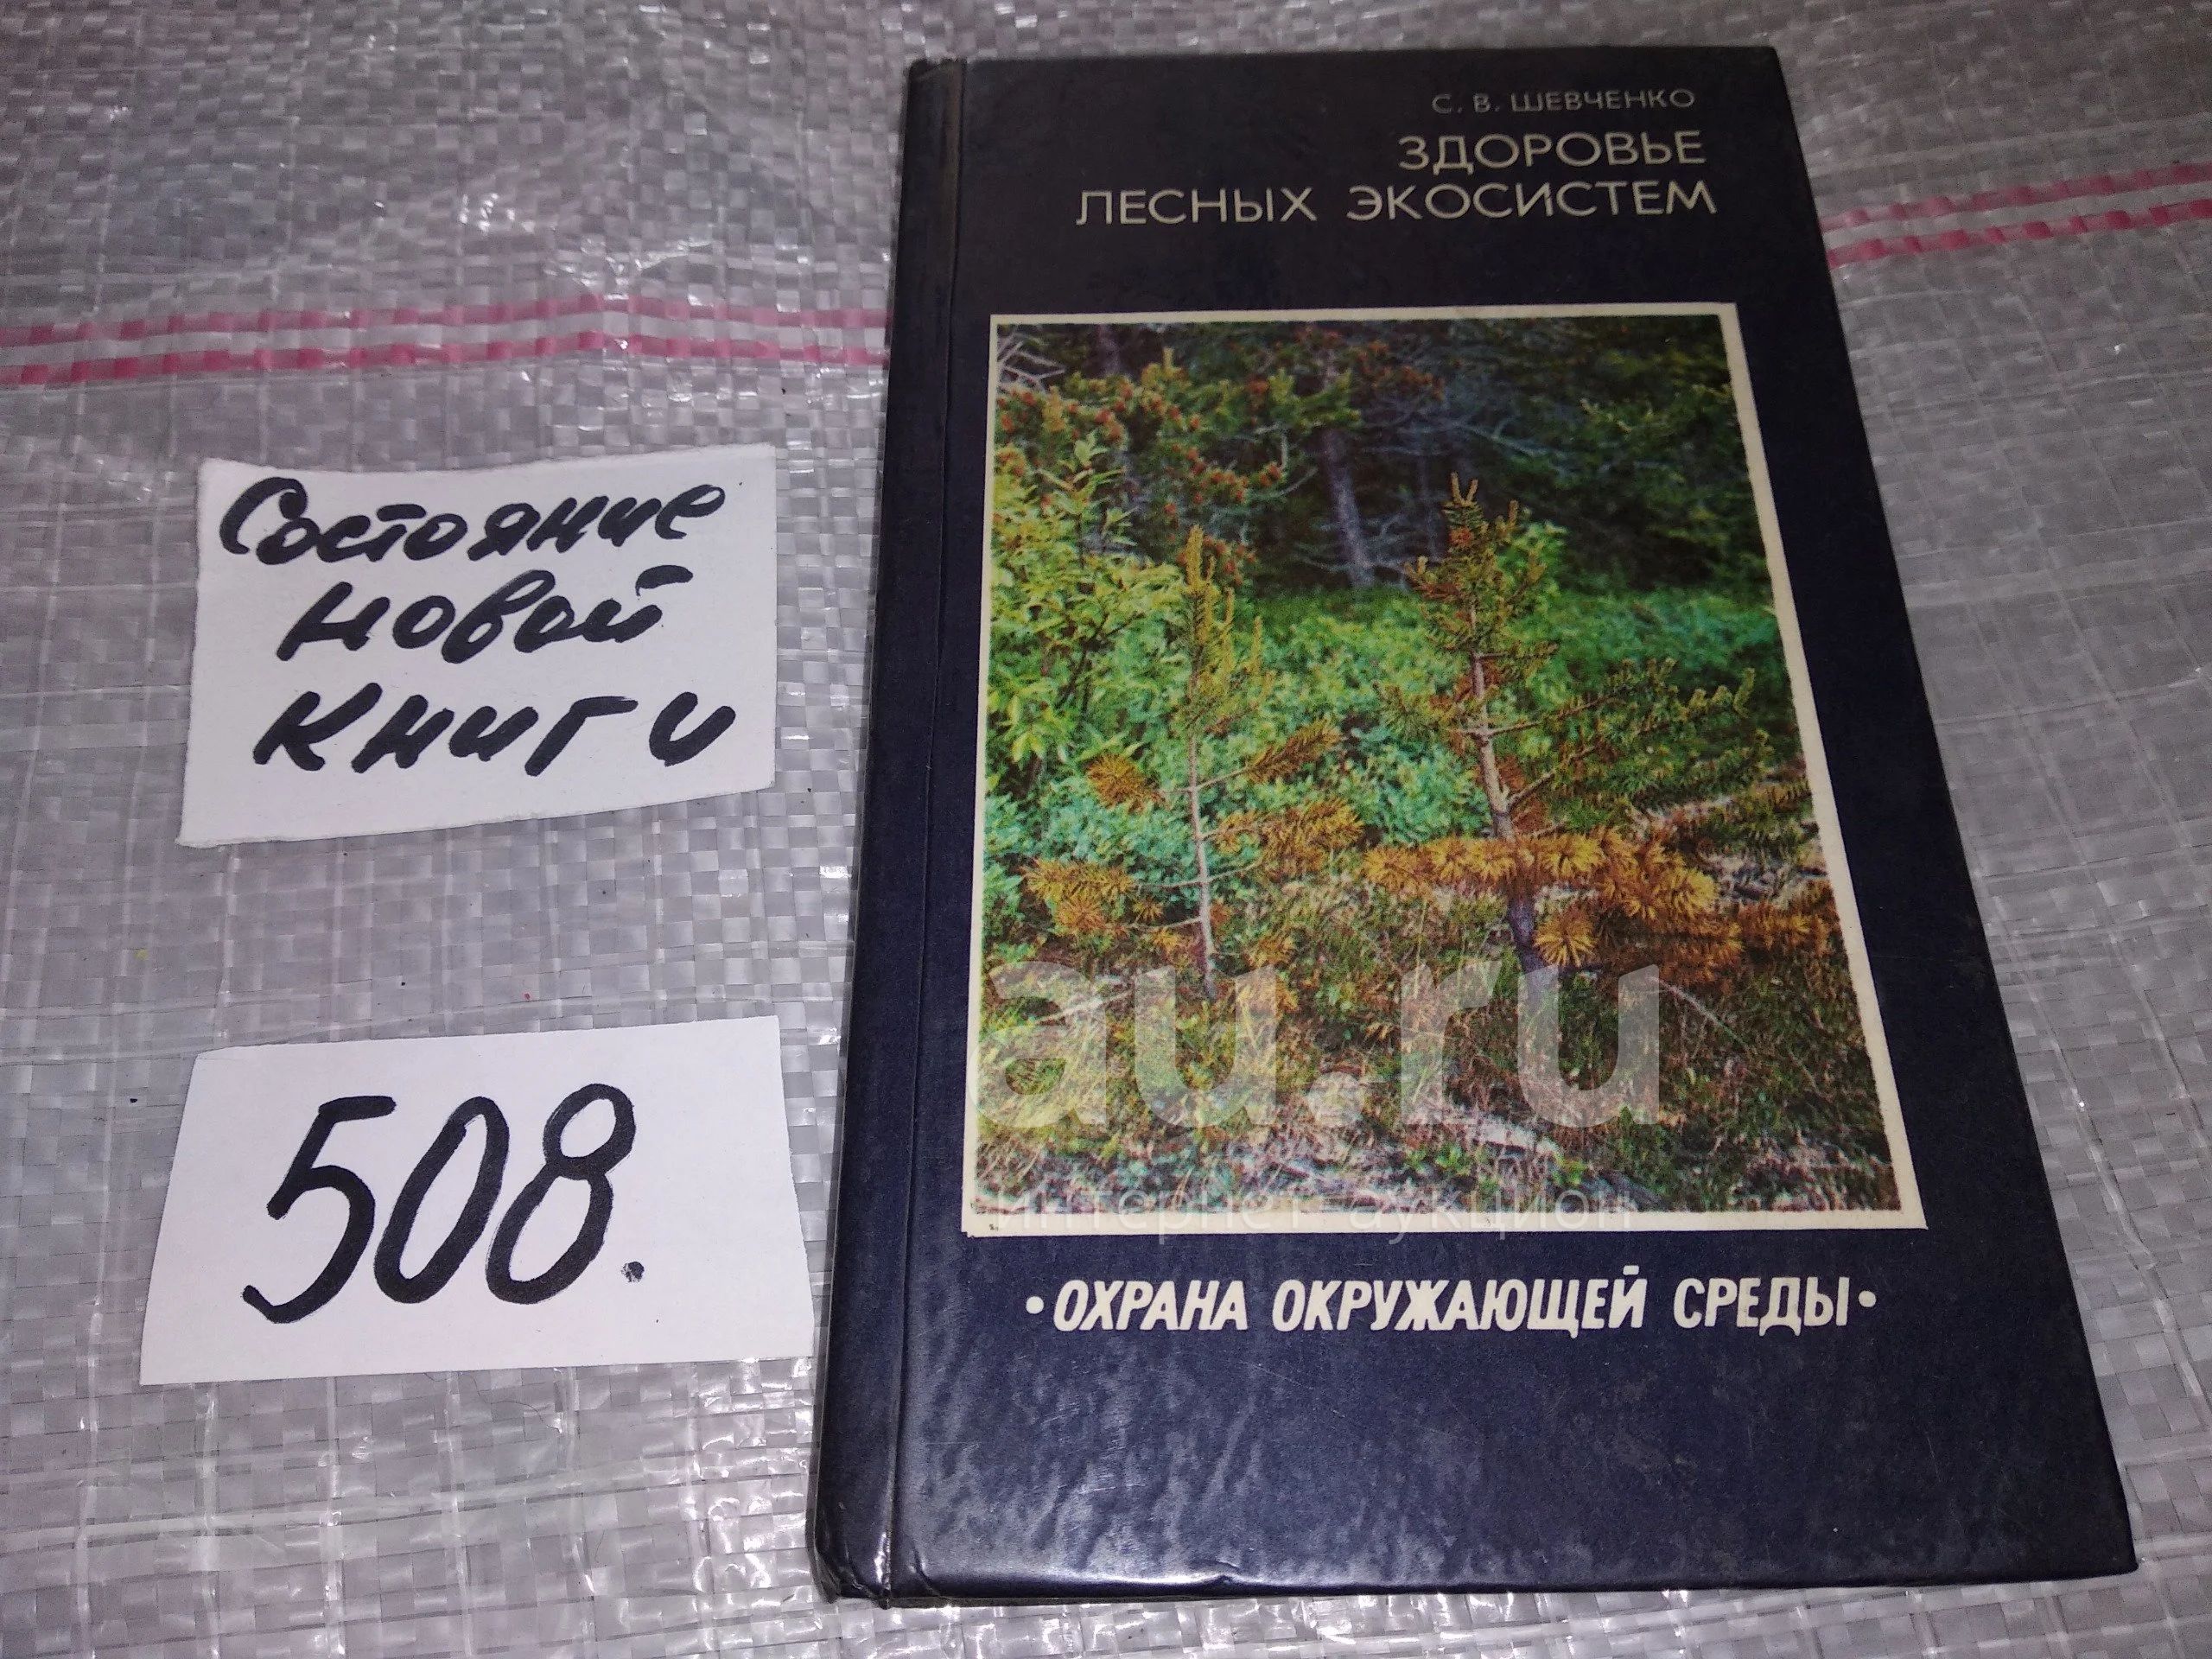 С. В. ШЕВЧЕНКО
ЗДОРОВЬЕ
ЛЕСНЫХ ЭКОСИСТЕМ
Состояние
новой
книги
508.
au.ru
интернет-аукцион
•ОХРАНА ОКРУЖАЮЩЕЙ СРЕДЫ•